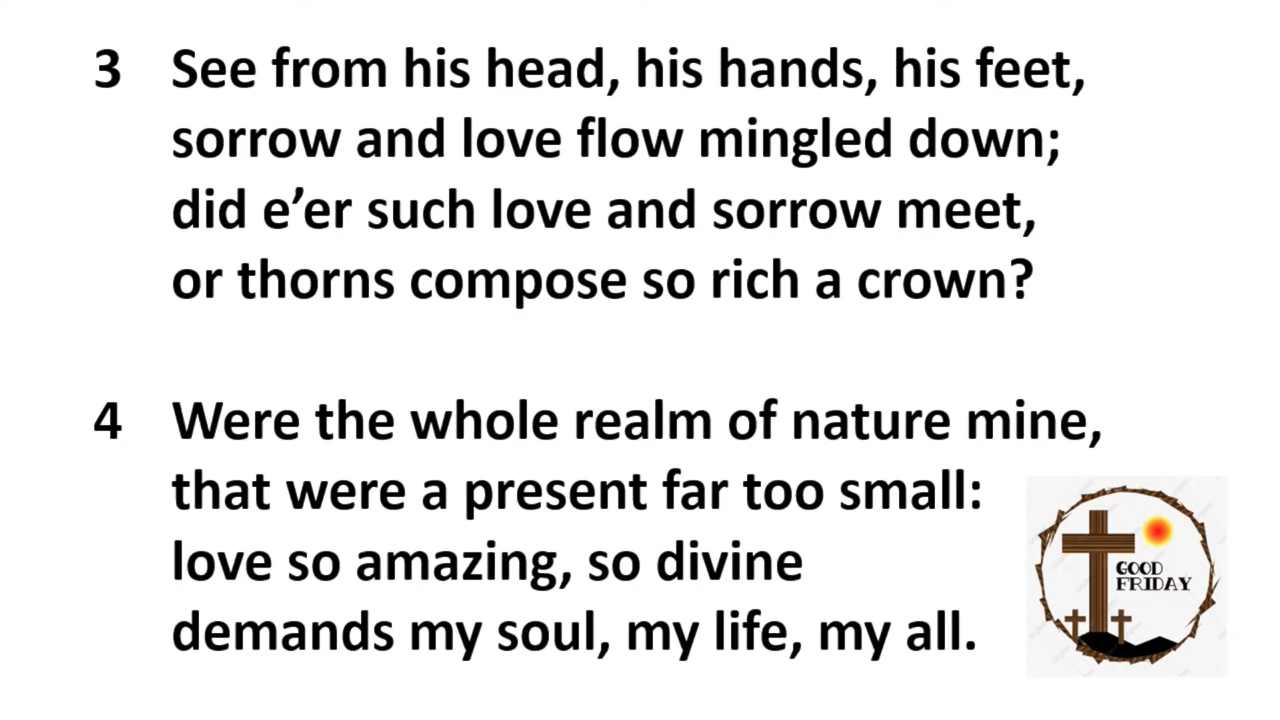 3 See from his head, his hands, his feet,
sorrow and love flow mingled down;
did e’er such love and sorrow meet,
or thorns compose so rich a crown?
4 Were the whole realm of nature mine,
that were a present far too small:
love so amazing, so divine
demands my soul, my life, my all.
GOOD
FRIDAY